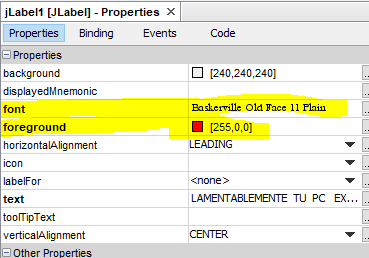 jLabel1 [JLabel] - Properties
Properties Binding Events Code
Properties
background [240,240,240]
displayedMnemonic
font Baskerville Old Face 11 Plain
foreground [255,0,0]
horizontalAlignment LEADING
icon
labelFor <none>
text LAMENTABLEMENTE TU PC EX...
toolTipText
verticalAlignment CENTER
Other Properties